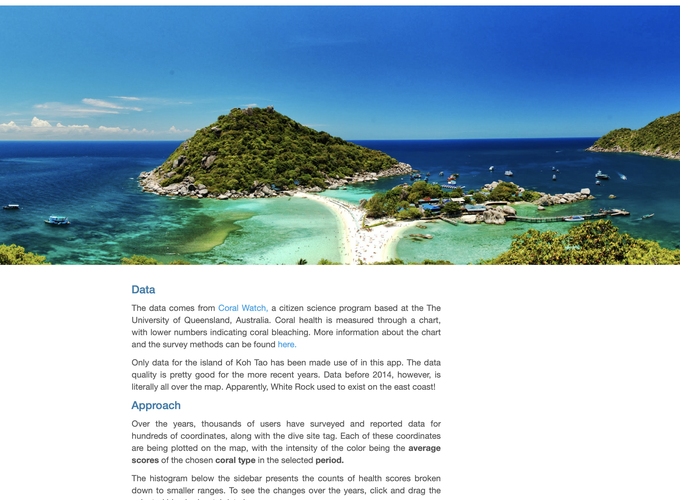 Data
The data comes from Coral Watch, a citizen science program based at the The
University of Queensland, Australia. Coral health is measured through a chart,
with lower numbers indicating coral bleaching. More information about the chart
and the survey methods can be found here.
Only data for the island of Koh Tao has been made use of in this app. The data
quality is pretty good for the more recent years. Data before 2014, however, is
literally all over the map. Apparently, White Rock used to exist on the east coast!
Approach
Over the years, thousands of users have surveyed and reported data for
hundreds of coordinates, along with the dive site tag. Each of these coordinates
are being plotted on the map, with the intensity of the color being the average
scores of the chosen coral type in the selected period.
The histogram below the sidebar presents the counts of health scores broken
down to smaller ranges. To see the changes over the years, click and drag the